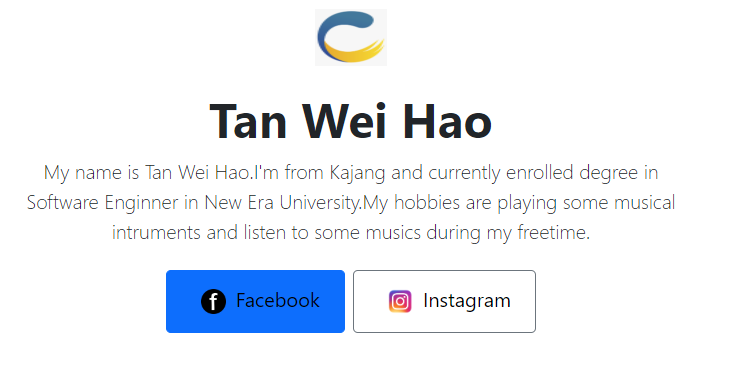 Tan Wei Hao
My name is Tan Wei Hao.I'm from Kajang and currently enrolled degree in
Software Enginner in New Era University.My hobbies are playing some musical
intruments and listen to some musics during my freetime.
Facebook
Instagram